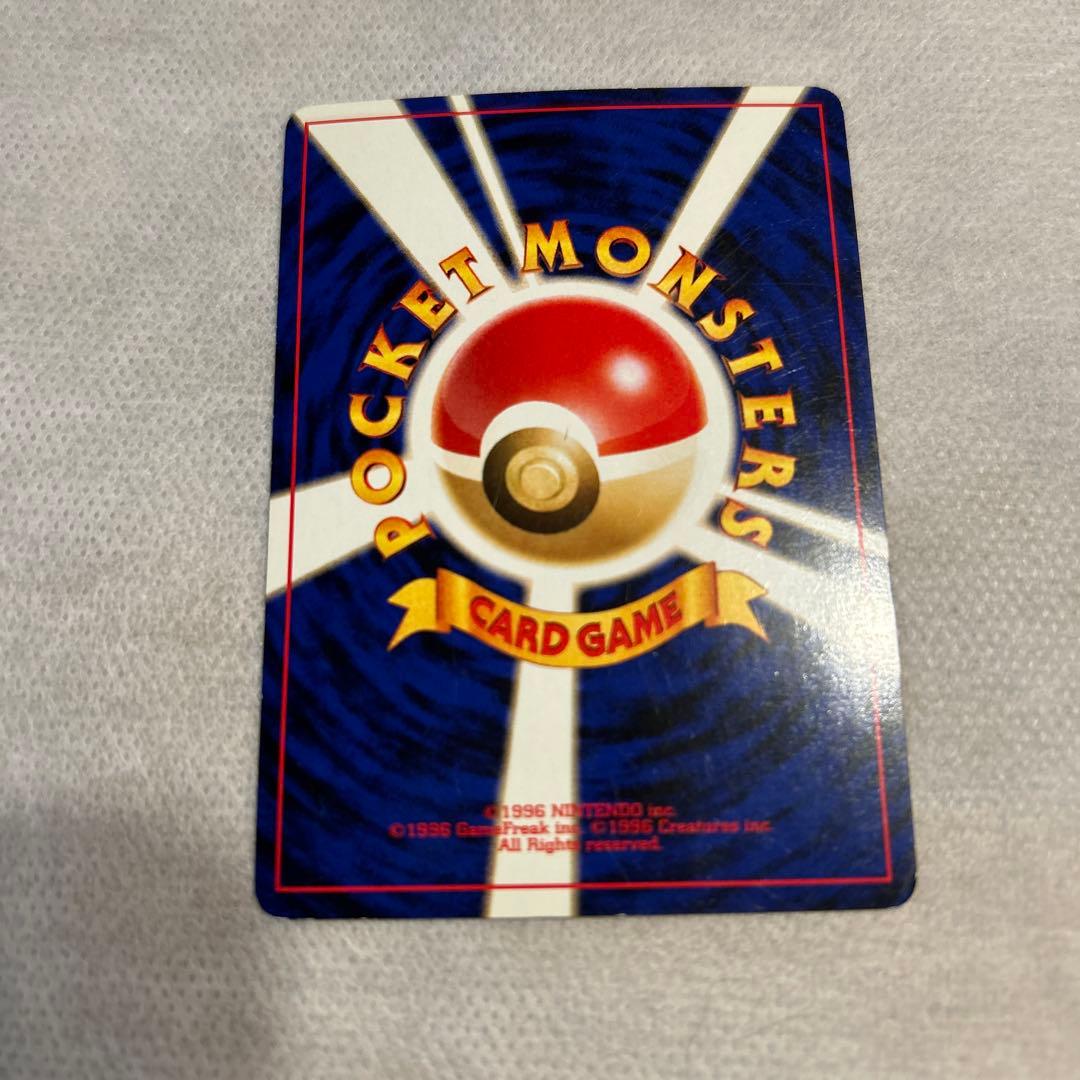 POCKET MONSTERS
CARD GAME
©1996 NINTENDO inc.
©1996 GameFreak inc. ©1996 Creatures inc.
All Rights reserved.